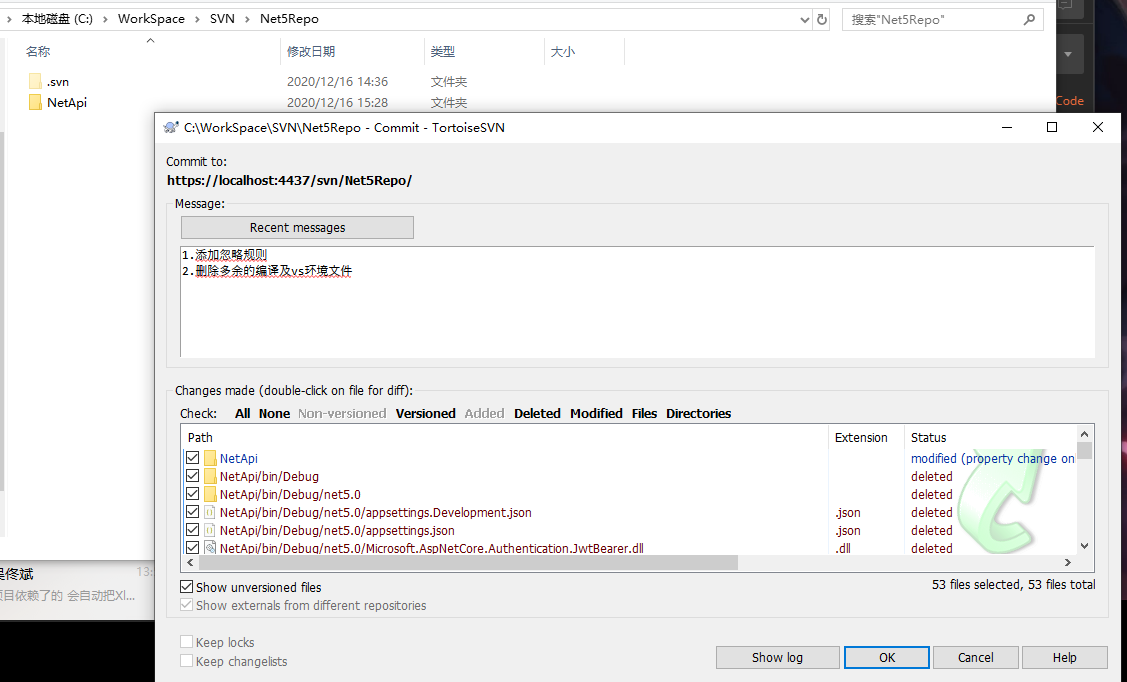 本地磁盘 (C:) > WorkSpace > SVN > Net5Repo
搜索"Net5Repo"
名称 修改日期 类型 大小
.svn 2020/12/16 14:36 文件夹
NetApi 2020/12/16 15:28 文件夹
Code
C:\WorkSpace\SVN\Net5Repo - Commit - TortoiseSVN
Commit to:
https://localhost:4437/svn/Net5Repo/
Message:
Recent messages
1.添加忽略规则
2.删除多余的编译及vs环境文件
Changes made (double-click on file for diff):
Check: All None Non-versioned Versioned Added Deleted Modified Files Directories
Path Extension Status
NetApi modified (property change on
NetApi/bin/Debug deleted
NetApi/bin/Debug/net5.0 deleted
NetApi/bin/Debug/net5.0/appsettings.Development.json .json deleted
NetApi/bin/Debug/net5.0/appsettings.json .json deleted
NetApi/bin/Debug/net5.0/Microsoft.AspNetCore.Authentication.JwtBearer.dll .dll deleted
佟斌 13:
目依赖了的 会自动把Xl...
Show unversioned files
53 files selected, 53 files total
Show externals from different repositories
Keep locks
Keep changelists
Show log OK Cancel Help